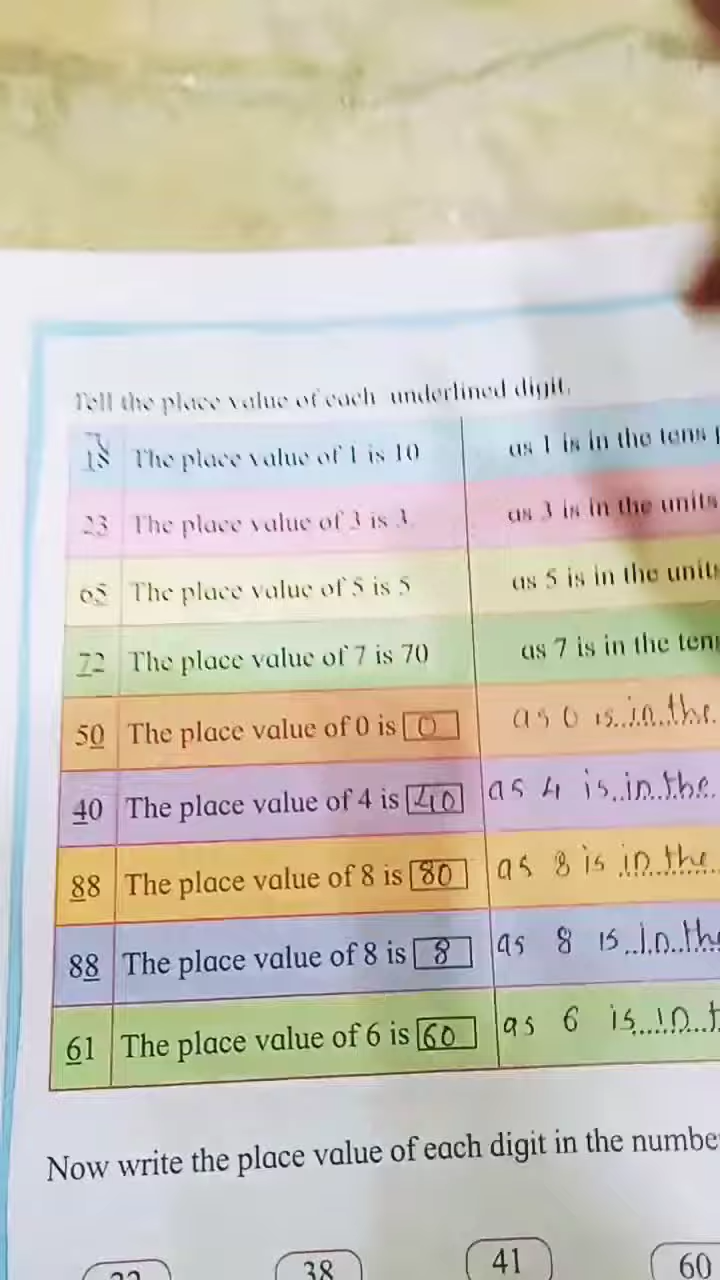 Tell the place value of each underlined digit.
18 The place value of 1 is 10 as 1 is in the tens
23 The place value of 3 is 3 as 3 is in the units
65 The place value of 5 is 5 as 5 is in the units
72 The place value of 7 is 70 as 7 is in the ten
50 The place value of 0 is 0 as 0 is..in..the.
40 The place value of 4 is 40 as 4 is..in..the.
88 The place value of 8 is 80 as 8 is in the
88 The place value of 8 is 8 as 8 is..in..the
61 The place value of 6 is 60 as 6 is...in...t
Now write the place value of each digit in the numbe
38 41 60